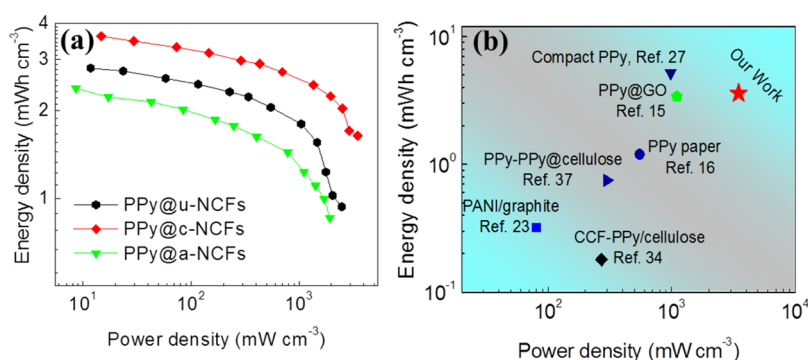 (a)
Energy density (mWh cm⁻³)
4
3
2
1
PPy@u-NCFs
PPy@c-NCFs
PPy@a-NCFs
10¹ 10² 10³
Power density (mW cm⁻³)
(b)
Energy density (mWh cm⁻³)
10¹
10⁰
10⁻¹
Compact PPy, Ref. 27
Our Work
PPy@GO
Ref. 15
PPy paper
Ref. 16
PPy-PPy@cellulose
Ref. 37
PANI/graphite
Ref. 23
CCF-PPy/cellulose
Ref. 34
10² 10³ 10⁴
Power density (mW cm⁻³)